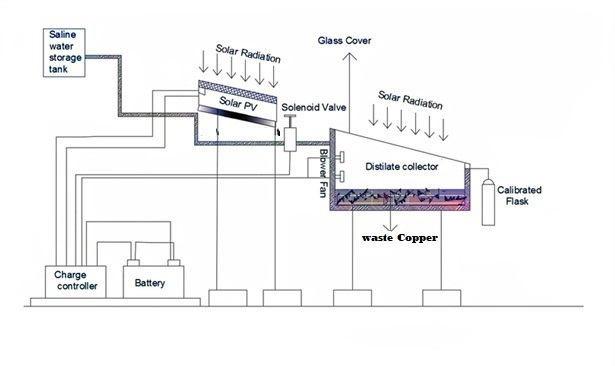 Saline
water
storage
tank
Solar Radiation
Solar PV
Solenoid Valve
Glass Cover
Solar Radiation
Blower Fan
Distilate collector
Calibrated
Flask
waste Copper
Charge
controller
Battery